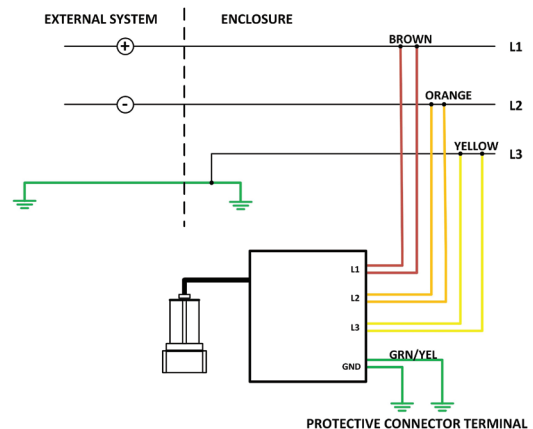 EXTERNAL SYSTEM
ENCLOSURE
+
BROWN
L1
-
ORANGE
L2
YELLOW
L3
L1
L2
L3
GND
GRN/YEL
PROTECTIVE CONNECTOR TERMINAL